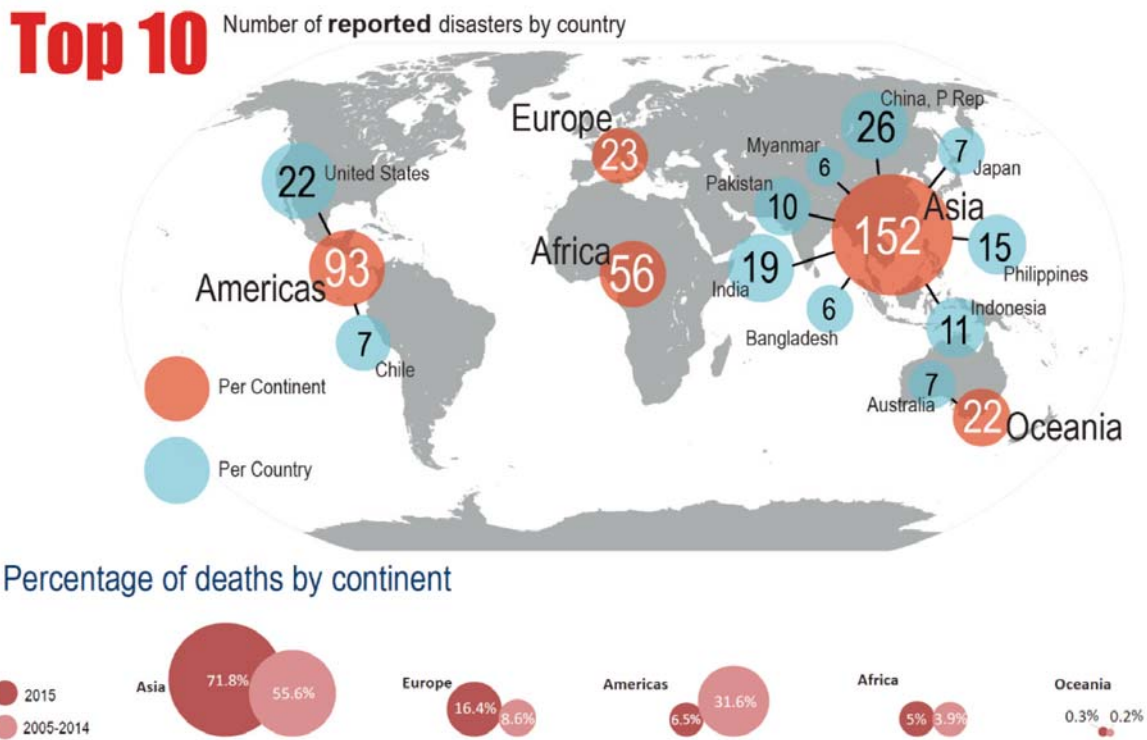 Top 10
Number of reported disasters by country
Europe
23
China, P Rep
26
Myanmar
6
7
Japan
22
United States
Pakistan
10
Asia
152
Africa
56
93
Americas
19
India
15
Philippines
6
Bangladesh
Indonesia
11
7
Chile
7
Australia
22
Oceania
Per Continent
Per Country
Percentage of deaths by continent
2015
2005-2014
Asia
71.8%
55.6%
Europe
16.4%
8.6%
Americas
6.5%
31.6%
Africa
5%
3.9%
Oceania
0.3%
0.2%